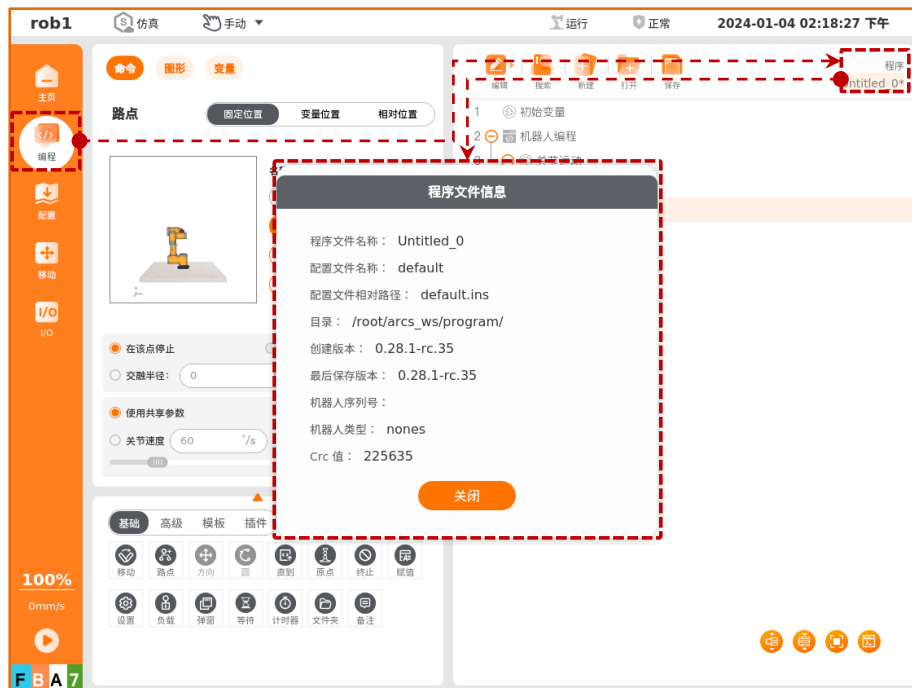 rob1
仿真
手动
运行
正常
2024-01-04 02:18:27 下午
主页
编程
配置
移动
I/O
I/O
100%
0mm/s
F B A 7
命令
图形
变量
路点
固定位置
变量位置
相对位置
在该点停止
交融半径:
0
使用共享参数
关节速度
60
°/s
基础
高级
模板
插件
移动
路点
方向
圆
直到
原点
终止
赋值
设置
负载
弹窗
等待
计时器
文件夹
备注
编辑
搜索
新建
打开
保存
程序
ntitled_0*
1 初始变量
2 机器人编程
程序文件信息
程序文件名称： Untitled_0
配置文件名称： default
配置文件相对路径： default.ins
目录： /root/arcs_ws/program/
创建版本： 0.28.1-rc.35
最后保存版本： 0.28.1-rc.35
机器人序列号：
机器人类型： nones
Crc 值： 225635
关闭